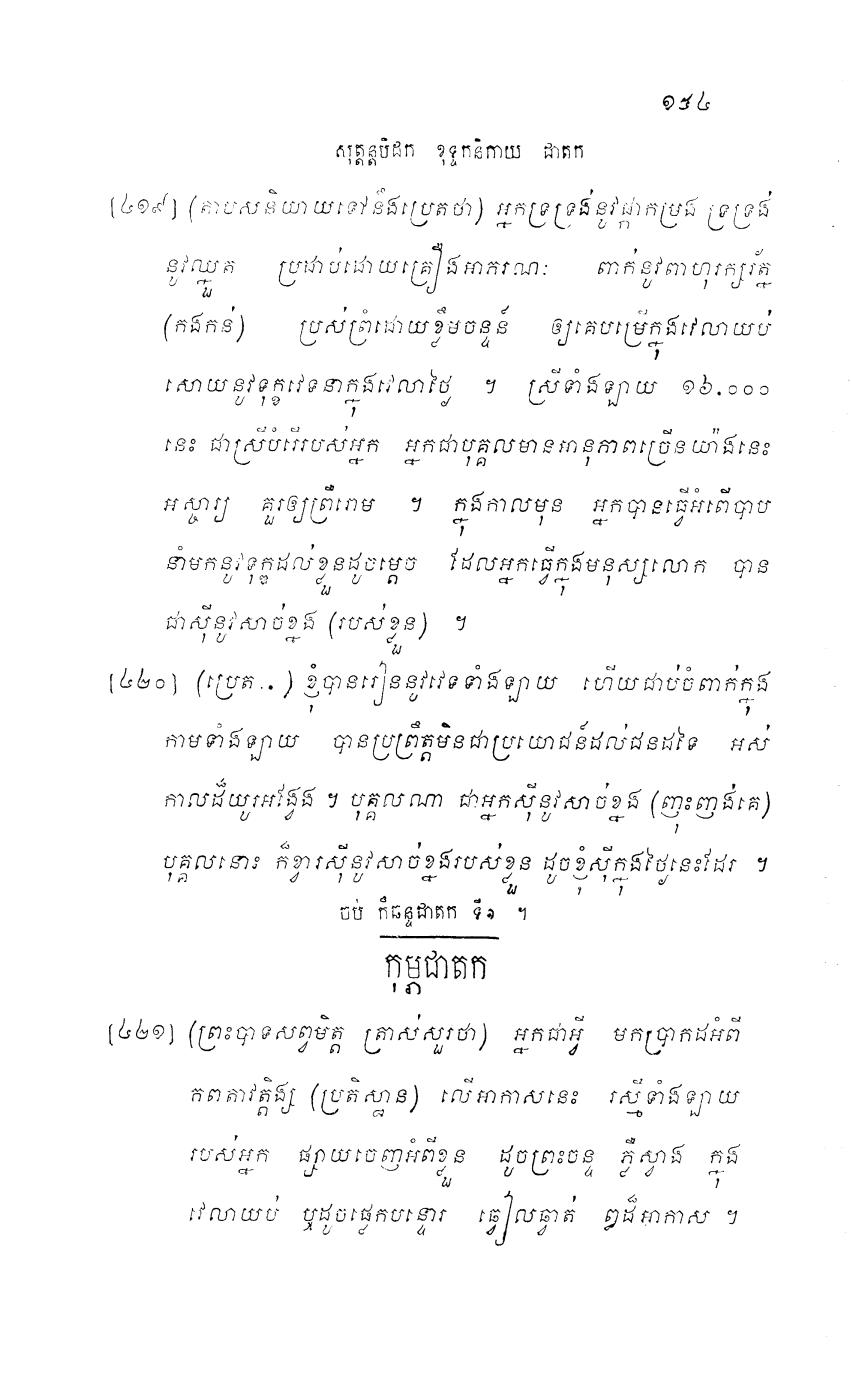 ១៥៤
សុត្តន្តបិដក ខុទ្ទកនិកាយ ជាតក
[៤១៩] (តាបសនិយាយទៅនឹងប្រេតថា) អ្នកទ្រទ្រង់នូវផ្កាកម្រង ទ្រទ្រង់
នូវឈ្នួត ប្រដាប់ដោយគ្រឿងអាភរណៈ ពាក់នូវពាហុរក្សរ័ត្ន
(កងកន់) ប្រស់ព្រំដោយខ្លឹមចន្ទន៍ ឲ្យគេបម្រើក្នុងវេលាយប់
សោយនូវទុក្ខវេទនាក្នុងវេលាថ្ងៃ ។ ស្រីទាំងឡាយ ១៦.០០០
នេះ ជាស្រីបំរើរបស់អ្នក អ្នកជាបុគ្គលមានអានុភាពច្រើនយ៉ាងនេះ
អស្ចារ្យ គួរឲ្យព្រឺរោម ។ ក្នុងកាលមុន អ្នកបានធ្វើអំពើបាប
នាំមកនូវទុក្ខដល់ខ្លួនដូចម្តេច ដែលអ្នកធ្វើក្នុងមនុស្សលោក បាន
ជាស៊ីនូវសាច់ខ្នង (របស់ខ្លួន) ។
[៤២០] (ប្រេត..) ខ្ញុំបានរៀននូវវេទទាំងឡាយ ហើយជាប់ចំពាក់ក្នុង
កាមទាំងឡាយ បានប្រព្រឹត្តមិនជាប្រយោជន៍ដល់ជនដទៃ អស់
កាលដ៏យូរអង្វែង ។ បុគ្គលណា ជាអ្នកស៊ីនូវសាច់ខ្នង (ញុះញង់គេ)
បុគ្គលនោះ ក៏ខ្វារស៊ីនូវសាច់ខ្នងរបស់ខ្លួន ដូចខ្ញុំស៊ីក្នុងថ្ងៃនេះដែរ ។
ចប់ កឹឆន្ទជាតក ទី១ ។
កុម្ភជាតក
[៤២១] (ព្រះបាទសព្វមិត្ត ត្រាស់សួរថា) អ្នកជាអ្វី មកប្រាកដអំពី
កពតាវត្តិង្ស (ប្រតិស្ឋាន) លើអាកាសនេះ រស្មីទាំងឡាយ
របស់អ្នក ផ្សាយចេញអំពីខ្លួន ដូចព្រះចន្ទ ភ្លឺស្វាង ក្នុង
វេលាយប់ ឬដូចផ្លេកបន្ទោរ ធ្វៀលធ្វាត់ ឰដ៏អាកាស ។